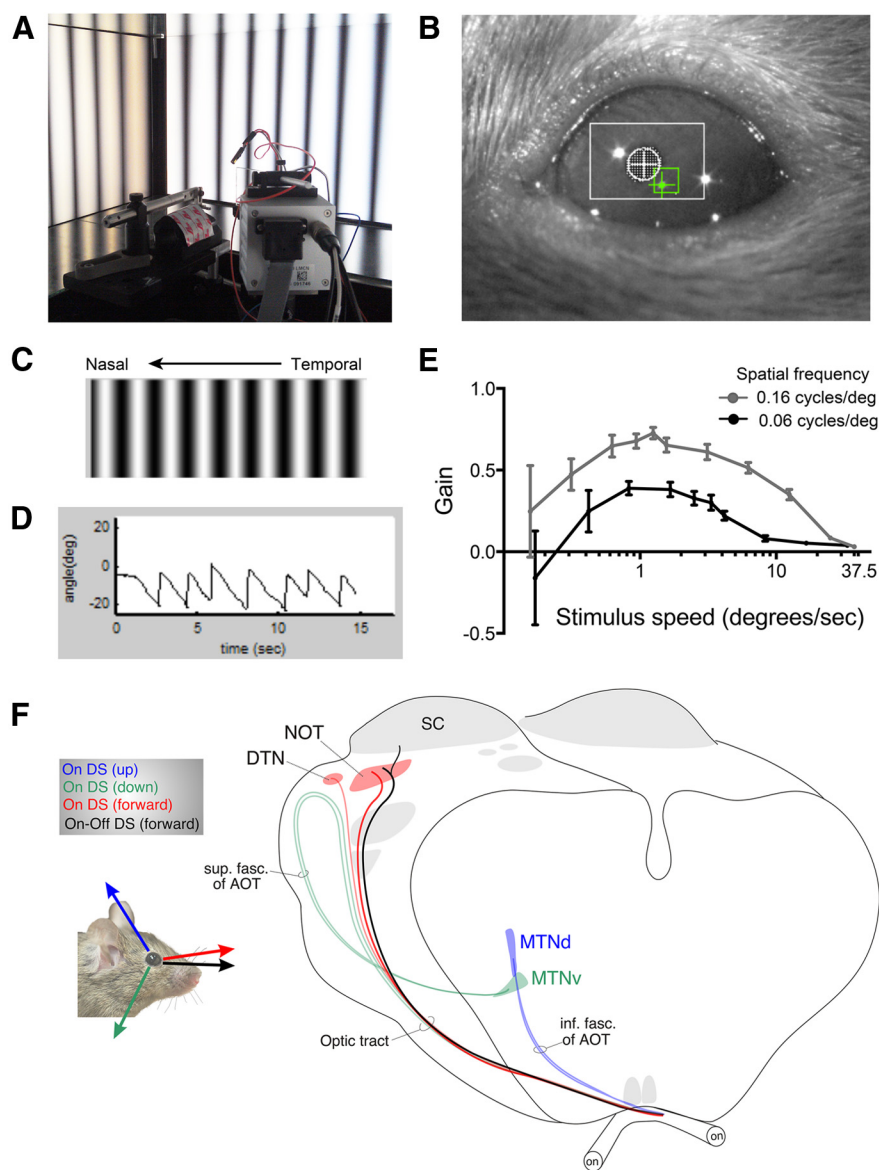 A
B
C
Nasal
Temporal
D
20
0
-20
angle(deg)
0
5
10
15
time (sec)
E
Spatial frequency
0.16 cycles/deg
0.06 cycles/deg
1.0
0.5
0.0
-0.5
Gain
1
10
37.5
Stimulus speed (degrees/sec)
F
On DS (up)
On DS (down)
On DS (forward)
On-Off DS (forward)
SC
NOT
DTN
sup. fasc.
of AOT
MTNd
MTNv
inf. fasc.
of AOT
Optic tract
on
on